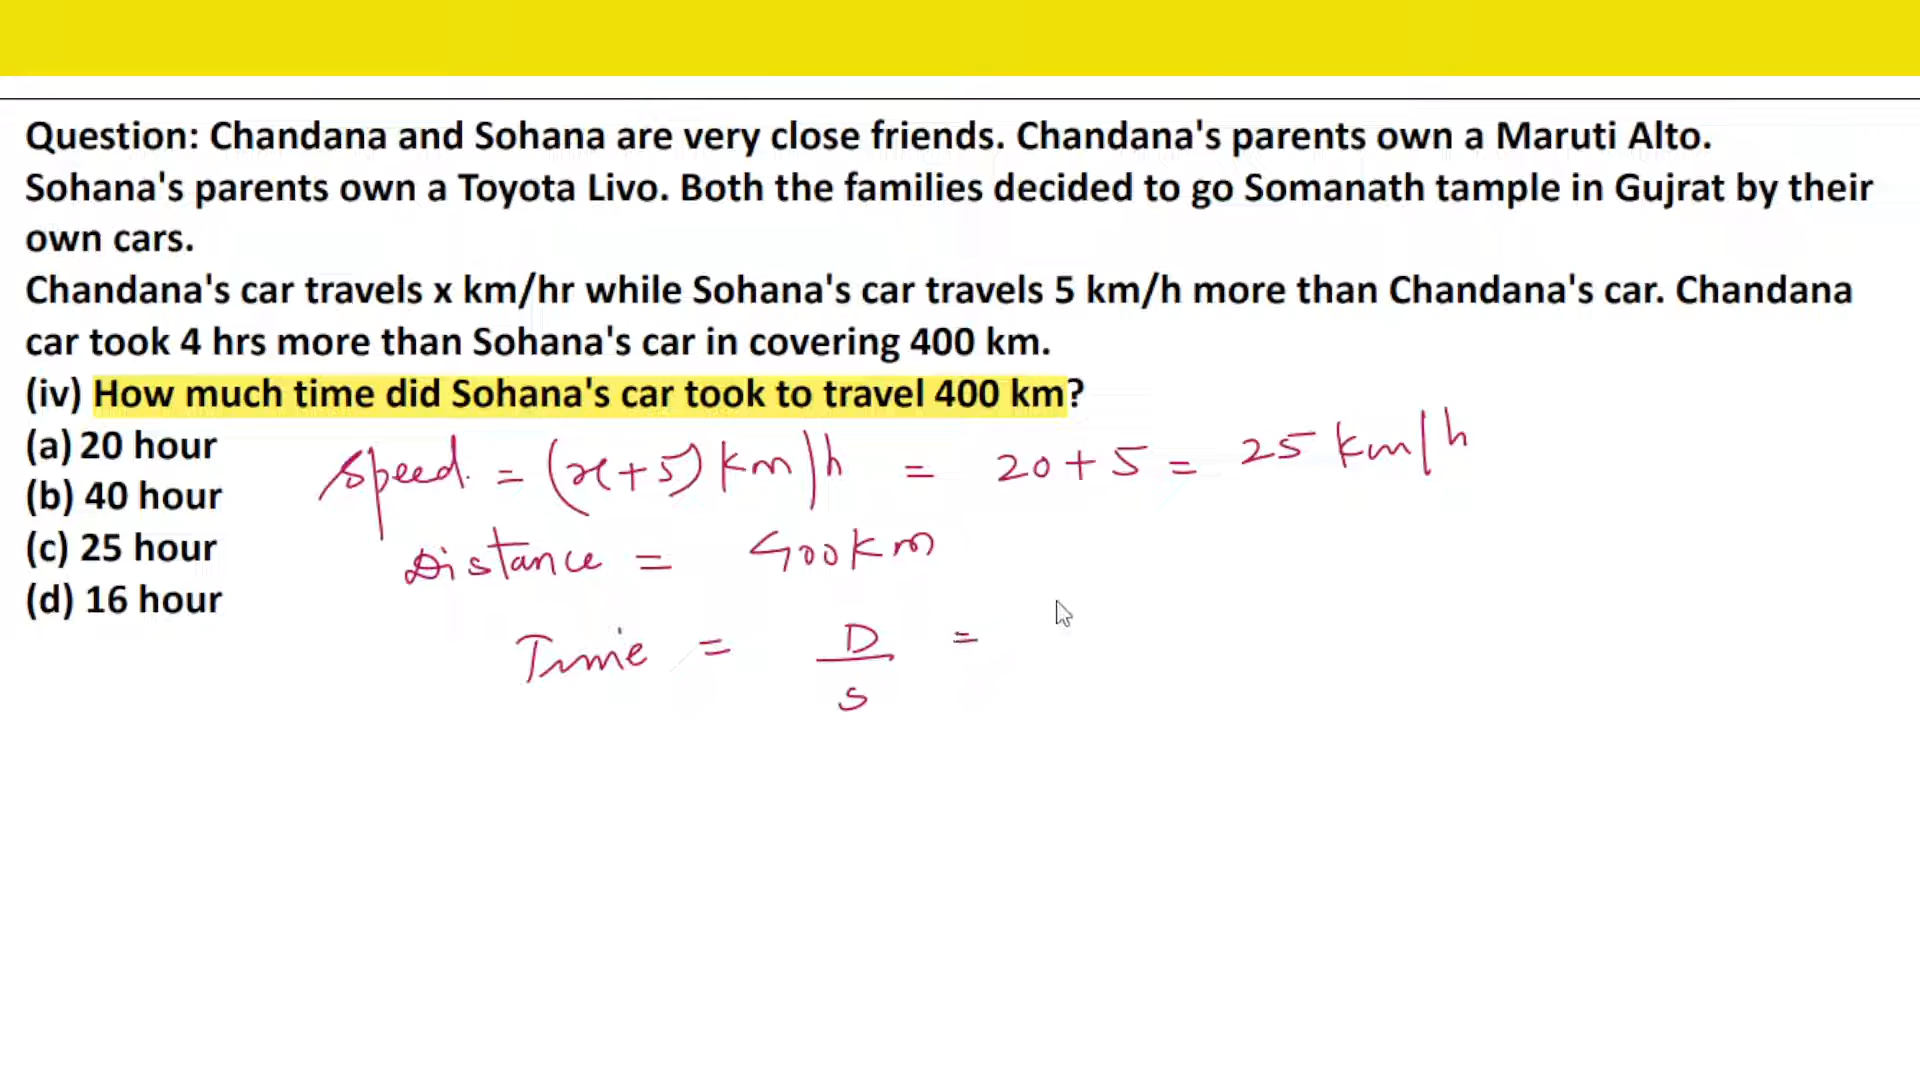 Question: Chandana and Sohana are very close friends. Chandana's parents own a Maruti Alto.
Sohana's parents own a Toyota Livo. Both the families decided to go Somanath tample in Gujrat by their
own cars.
Chandana's car travels x km/hr while Sohana's car travels 5 km/h more than Chandana's car. Chandana
car took 4 hrs more than Sohana's car in covering 400 km.
(iv) How much time did Sohana's car took to travel 400 km?
(a) 20 hour
(b) 40 hour
(c) 25 hour
(d) 16 hour
Speed = (x+5) km/h = 20+5 = 25 km/h
Distance = 400 km
Time = D/S =